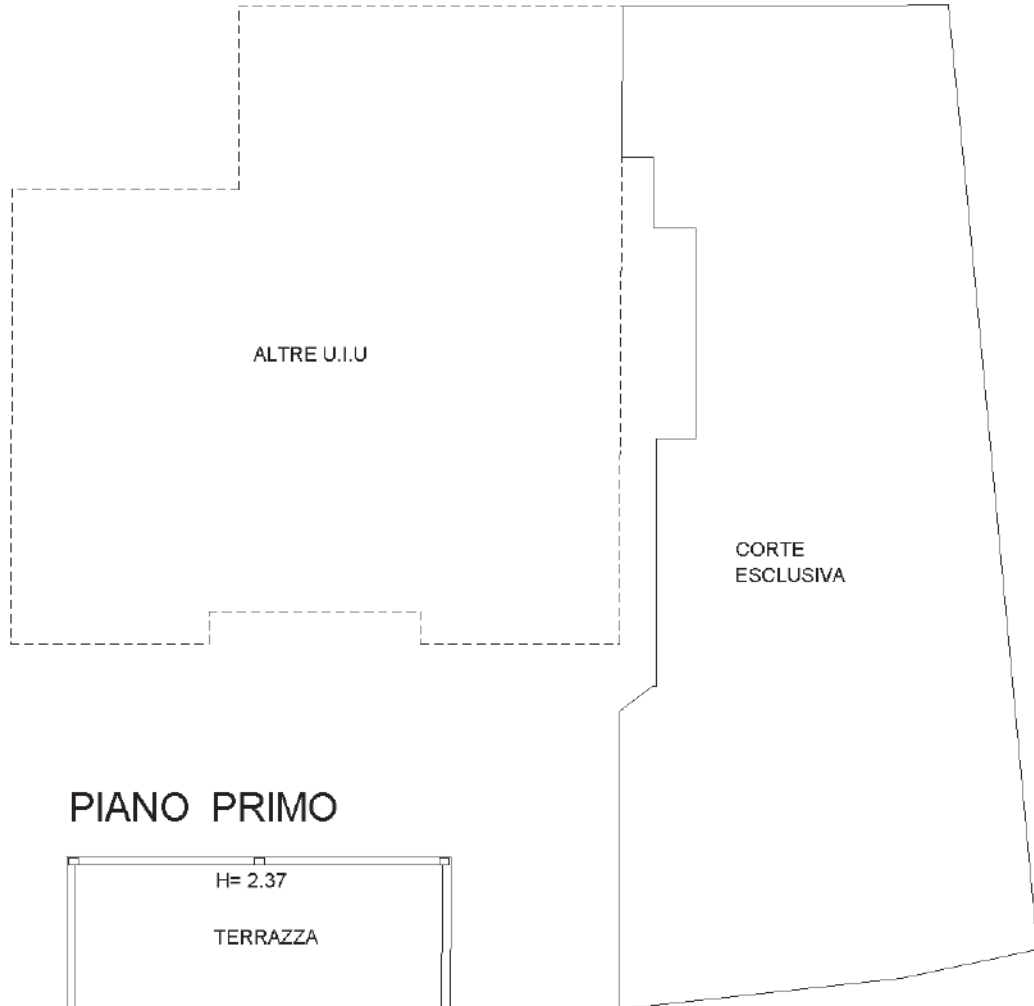 ALTRE U.I.U
CORTE
ESCLUSIVA
PIANO PRIMO
H= 2.37
TERRAZZA